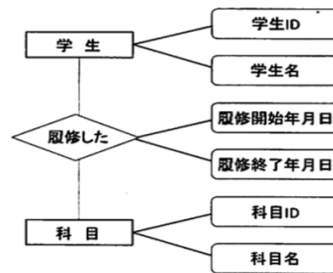 学生
学生ID
学生名
履修した
履修開始年月日
履修終了年月日
科目
科目ID
科目名